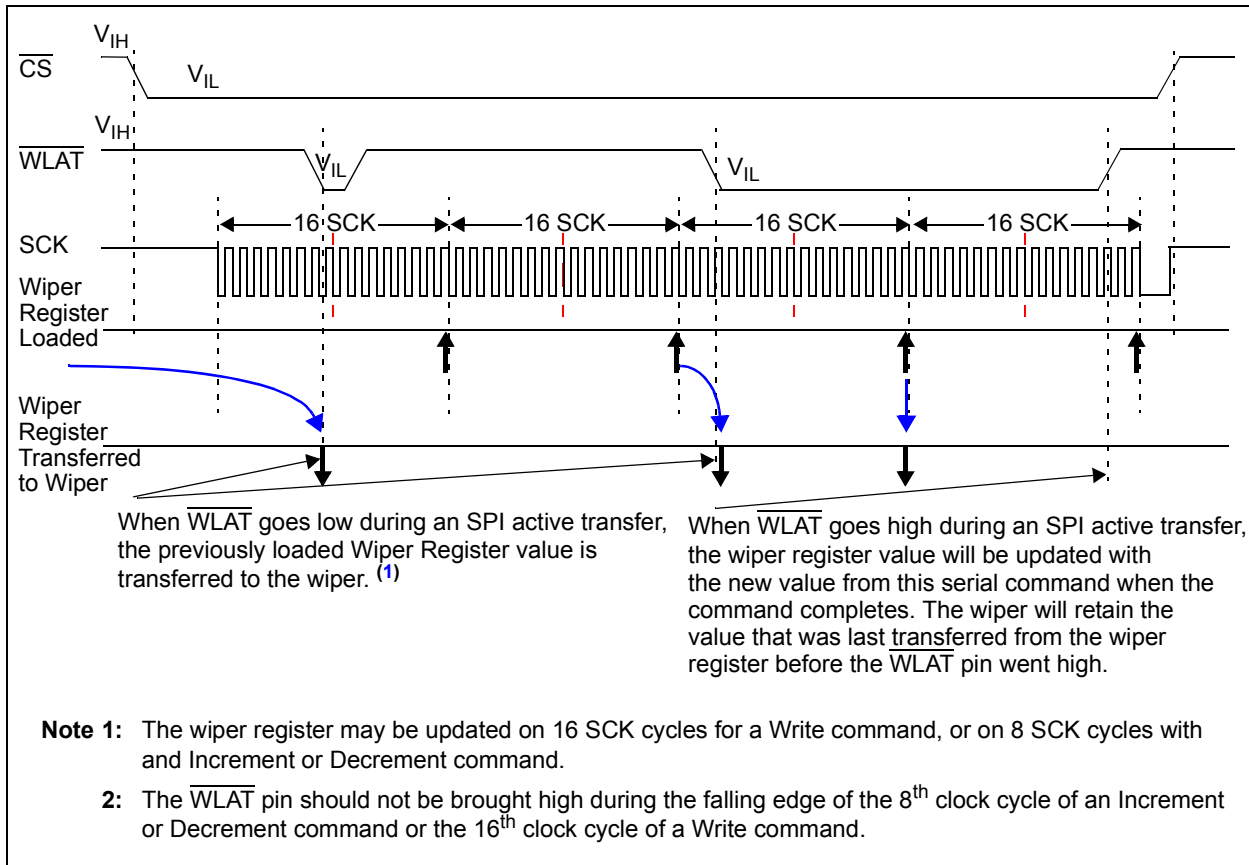 VIH
CS
VIL
VIH
WLAT
VIL
VIL
16 SCK
16 SCK
16 SCK
16 SCK
SCK
Wiper
Register
Loaded
Wiper
Register
Transferred
to Wiper
When WLAT goes low during an SPI active transfer,
the previously loaded Wiper Register value is
transferred to the wiper. (1)
When WLAT goes high during an SPI active transfer,
the wiper register value will be updated with
the new value from this serial command when the
command completes. The wiper will retain the
value that was last transferred from the wiper
register before the WLAT pin went high.
Note 1: The wiper register may be updated on 16 SCK cycles for a Write command, or on 8 SCK cycles with
and Increment or Decrement command.
2: The WLAT pin should not be brought high during the falling edge of the 8th clock cycle of an Increment
or Decrement command or the 16th clock cycle of a Write command.